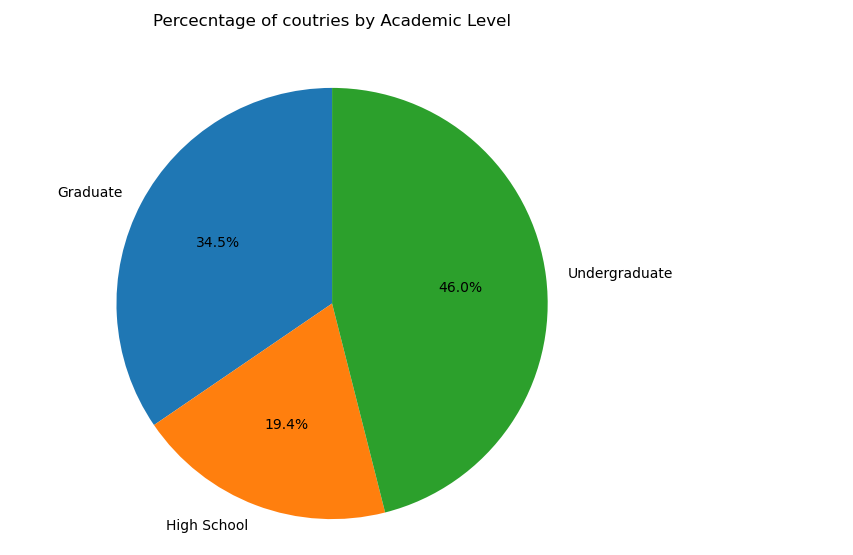 Percecntage of coutries by Academic Level
Graduate
34.5%
46.0%
Undergraduate
19.4%
High School